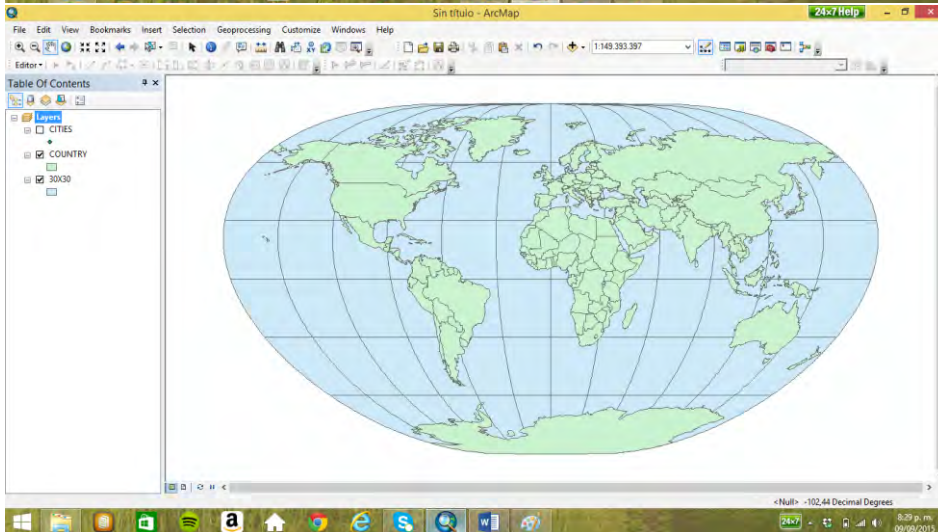 Sin título - ArcMap
24x7 Help
File Edit View Bookmarks Insert Selection Geoprocessing Customize Windows Help
1:149.393.397
Editor
Table Of Contents
Layers
CITIES
COUNTRY
30X30
<Null> -102,44 Decimal Degrees
24x7
8:29 p. m.
09/09/2015